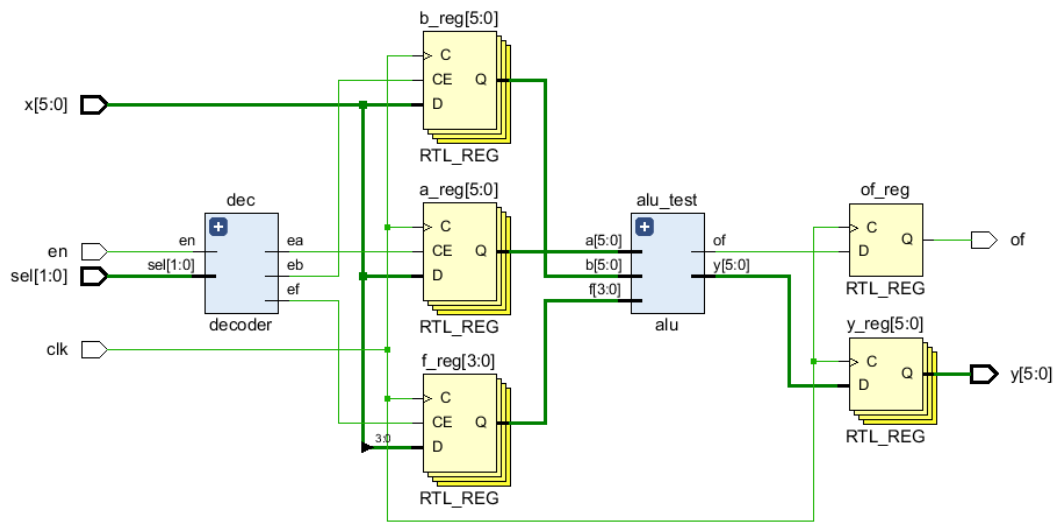 b_reg[5:0]
C
CE
D
Q
RTL_REG
x[5:0]
dec
en
sel[1:0]
en
sel[1:0]
ea
eb
ef
decoder
clk
a_reg[5:0]
C
CE
D
Q
RTL_REG
f_reg[3:0]
C
CE
D
Q
3:0
RTL_REG
alu_test
a[5:0]
b[5:0]
f[3:0]
of
y[5:0]
alu
of_reg
C
D
Q
RTL_REG
of
y_reg[5:0]
C
D
Q
RTL_REG
y[5:0]